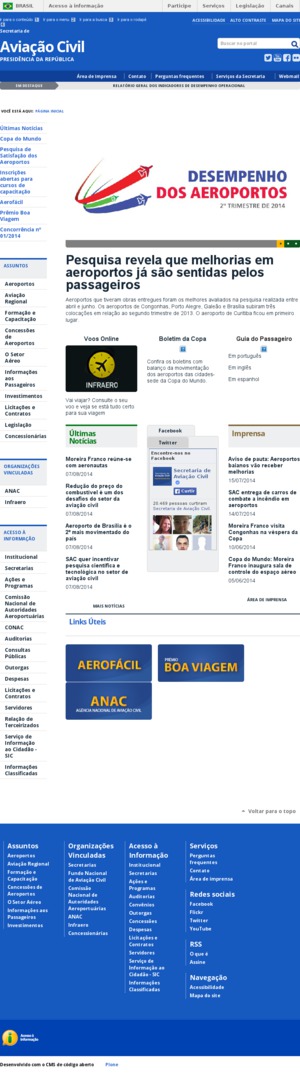 BRASIL
Acesso à informação
Participe
Serviços
Legislação
Canais
Ir para o conteúdo 1
Ir para o menu 2
Ir para a busca 3
Ir para o rodapé 4
ACESSIBILIDADE
ALTO CONTRASTE
MAPA DO SITE
Secretaria de
Aviação Civil
PRESIDÊNCIA DA REPÚBLICA
Buscar no portal
Área de Imprensa
Contato
Perguntas frequentes
Serviços da Secretaria
Webmail
EM DESTAQUE
RELATÓRIO GERAL DOS INDICADORES DE DESEMPENHO OPERACIONAL
VOCÊ ESTÁ AQUI: PÁGINA INICIAL
Últimas Notícias
Copa do Mundo
Pesquisa de
Satisfação dos
Aeroportos
Inscrições
abertas para
cursos de
capacitação
Aerofácil
Prêmio Boa
Viagem
Concorrência nº
01/2014
ASSUNTOS
Aeroportos
Aviação
Regional
Formação e
Capacitação
Concessões
de
Aeroportos
O Setor
Aéreo
Informações
aos
Passageiros
Investimentos
Licitações e
Contratos
Legislação
Concessionárias
ORGANIZAÇÕES
VINCULADAS
ANAC
Infraero
ACESSO À
INFORMAÇÃO
Institucional
Secretarias
Ações e
Programas
Comissão
Nacional de
Autoridades
Aeroportuárias
CONAC
Auditorias
Consultas
Públicas
Outorgas
Despesas
Licitações e
Contratos
Servidores
Relação de
Terceirizados
Serviço de
Informação
ao Cidadão -
SIC
Informações
Classificadas
DESEMPENHO
DOS AEROPORTOS
2º TRIMESTRE DE 2014
Pesquisa revela que melhorias em
aeroportos já são sentidas pelos
passageiros
Aeroportos que tiveram obras entregues foram os melhores avaliados na pesquisa realizada entre
abril e junho. Os aeroportos de Congonhas, Porto Alegre, Galeão e Brasília subiram três
colocações em relação ao segundo trimestre de 2013. O aeroporto de Curitiba ficou em primeiro
lugar
Voos Online
INFRAERO
Vai viajar? Consulte o seu
voo e veja se está tudo certo
para sua viagem
Boletim da Copa
Confira os boletins com
balanço da movimentação
dos aeroportos das cidades-
sede da Copa do Mundo.
Guia do Passageiro
Em português
Em inglês
Em espanhol
Últimas
Notícias
Moreira Franco reúne-se
com aeronautas
07/08/2014
Redução do preço do
combustível é um dos
desafios do setor da
aviação civil
07/08/2014
Aeroporto de Brasília é o
2º mais movimentado do
país
07/08/2014
SAC quer incentivar
pesquisa científica e
tecnológica no setor de
aviação civil
07/08/2014
MAIS NOTÍCIAS
Facebook
Twitter
Encontre-nos no
Facebook
Secretaria de
Aviação Civil
Curtir
20.469 pessoas curtiram
Secretaria de Aviação Civil
Imprensa
Aviso de pauta: Aeroportos
baianos vão receber
melhorias
15/07/2014
SAC entrega de carros de
combate à incêndio em
aeroportos
14/07/2014
Moreira Franco visita
Congonhas na véspera da
Copa
10/06/2014
Copa do Mundo: Moreira
Franco inaugura sala de
controle do espaço aéreo
05/06/2014
ÁREA DE IMPRENSA
Links Úteis
AEROFÁCIL
PRÊMIO
BOA VIAGEM
ANAC
AGÊNCIA NACIONAL DE AVIAÇÃO CIVIL
Voltar para o topo
Assuntos
Aeroportos
Aviação Regional
Formação e
Capacitação
Concessões de
Aeroportos
O Setor Aéreo
Informações aos
Passageiros
Investimentos
Organizações
Vinculadas
Secretarias
Fundo Nacional
de Aviação Civil
Comissão
Nacional de
Autoridades
Aeroportuárias
ANAC
Infraero
Concessionárias
Acesso à
Informação
Institucional
Secretarias
Ações e
Programas
Auditorias
Convênios
Outorgas
Concessões
Despesas
Licitações e
Contratos
Servidores
Serviço de
Informação ao
Cidadão - SIC
Informações
Classificadas
Serviços
Perguntas
frequentes
Contato
Área de imprensa
Redes sociais
Facebook
Flickr
Twitter
YouTube
RSS
O que é
Assine
Navegação
Acessibilidade
Mapa do site
Acesso à
Informação
Desenvolvido com o CMS de código aberto Plone